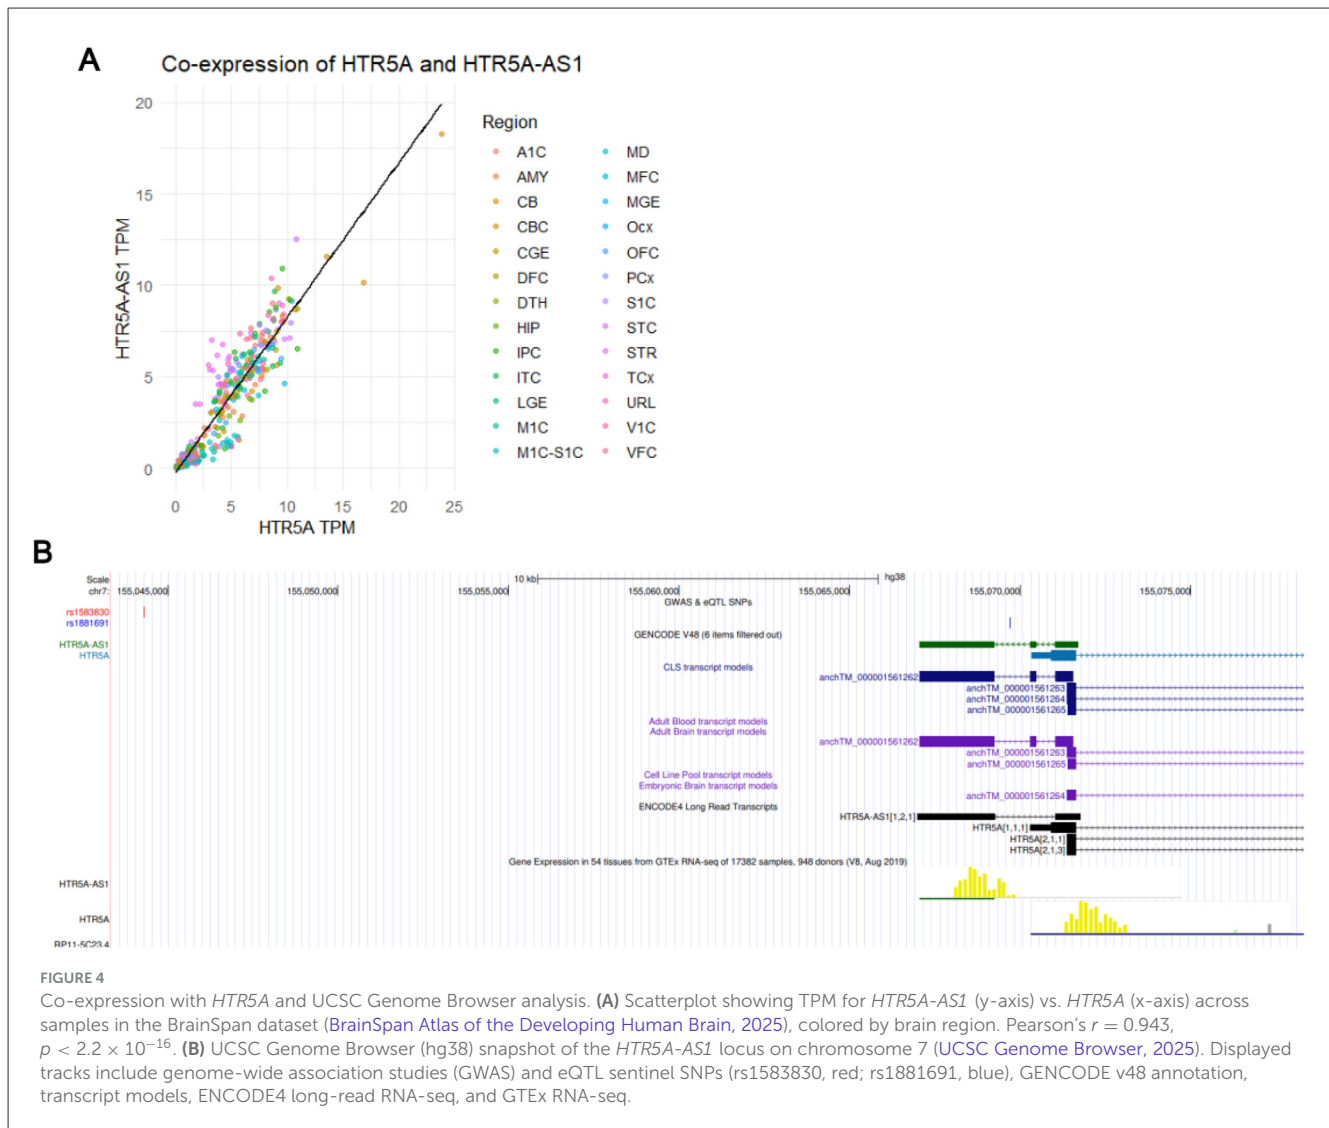 A
Co-expression of HTR5A and HTR5A-AS1
20
15
10
5
0
HTR5A-AS1 TPM
0 5 10 15 20 25
HTR5A TPM
Region
A1C MD
AMY MFC
CB MGE
CBC Ocx
CGE OFC
DFC PCx
DTH S1C
HIP STC
IPC STR
ITC TCx
LGE URL
M1C V1C
M1C-S1C VFC
B
Scale 10 kb hg38
chr7: 155,045,000 155,050,000 155,055,000 155,060,000 155,065,000 155,070,000 155,075,000
GWAS & eQTL SNPs
rs1583830
rs1881691
GENCODE V48 (6 items filtered out)
HTR5A-AS1
HTR5A
CLS transcript models
anchTM_000001561262
anchTM_000001561263
anchTM_000001561264
anchTM_000001561265
Adult Blood transcript models
Adult Brain transcript models
anchTM_000001561262
anchTM_000001561263
anchTM_000001561265
Cell Line Pool transcript models
Embryonic Brain transcript models
anchTM_000001561264
ENCODE4 Long Read Transcripts
HTR5A-AS1[1,2,1]
HTR5A[1,1,1]
HTR5A[2,1,1]
HTR5A[2,1,3]
Gene Expression in 54 tissues from GTEx RNA-seq of 17382 samples, 948 donors (V8, Aug 2019)
HTR5A-AS1
HTR5A
RP11-5C23.4
FIGURE 4
Co-expression with HTR5A and UCSC Genome Browser analysis. (A) Scatterplot showing TPM for HTR5A-AS1 (y-axis) vs. HTR5A (x-axis) across
samples in the BrainSpan dataset (BrainSpan Atlas of the Developing Human Brain, 2025), colored by brain region. Pearson's r = 0.943,
p < 2.2 × 10⁻¹⁶. (B) UCSC Genome Browser (hg38) snapshot of the HTR5A-AS1 locus on chromosome 7 (UCSC Genome Browser, 2025). Displayed
tracks include genome-wide association studies (GWAS) and eQTL sentinel SNPs (rs1583830, red; rs1881691, blue), GENCODE v48 annotation,
transcript models, ENCODE4 long-read RNA-seq, and GTEx RNA-seq.